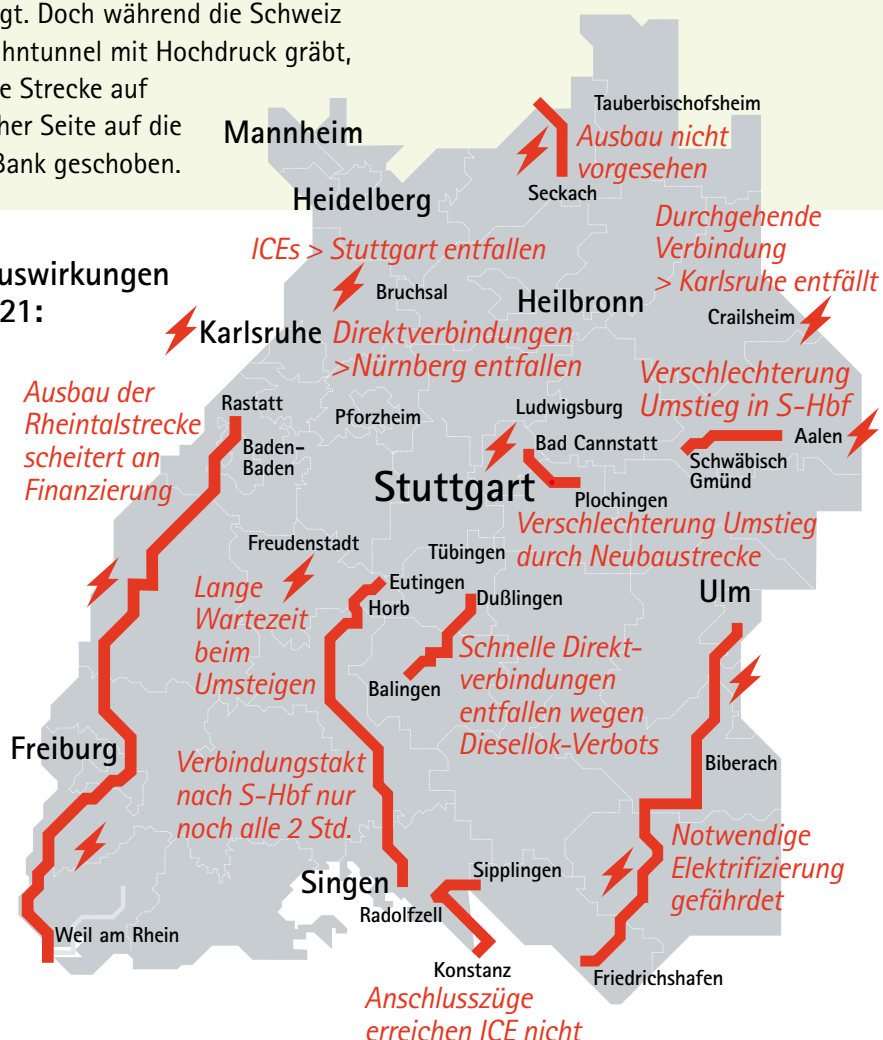 gt. Doch während die Schweiz
hntunnel mit Hochdruck gräbt,
e Strecke auf
her Seite auf die
Bank geschoben.
uswirkungen
21:
Mannheim
Tauberbischofsheim
Ausbau nicht
vorgesehen
Seckach
Heidelberg
Durchgehende
Verbindung
> Karlsruhe entfällt
Crailsheim
ICEs > Stuttgart entfallen
Bruchsal
Heilbronn
Karlsruhe
Direktverbindungen
>Nürnberg entfallen
Verschlechterung
Umstieg in S-Hbf
Aalen
Schwäbisch
Gmünd
Ausbau der
Rheintalstrecke
scheitert an
Finanzierung
Rastatt
Baden-
Baden
Pforzheim
Ludwigsburg
Bad Cannstatt
Stuttgart
Plochingen
Verschlechterung Umstieg
durch Neubaustrecke
Freudenstadt
Tübingen
Eutingen
Horb
Dußlingen
Ulm
Lange
Wartezeit
beim
Umsteigen
Balingen
Schnelle Direkt-
verbindungen
entfallen wegen
Diesellok-Verbots
Freiburg
Verbindungstakt
nach S-Hbf nur
noch alle 2 Std.
Biberach
Notwendige
Elektrifizierung
gefährdet
Singen
Sipplingen
Radolfzell
Weil am Rhein
Konstanz
Friedrichshafen
Anschlusszüge
erreichen ICE nicht